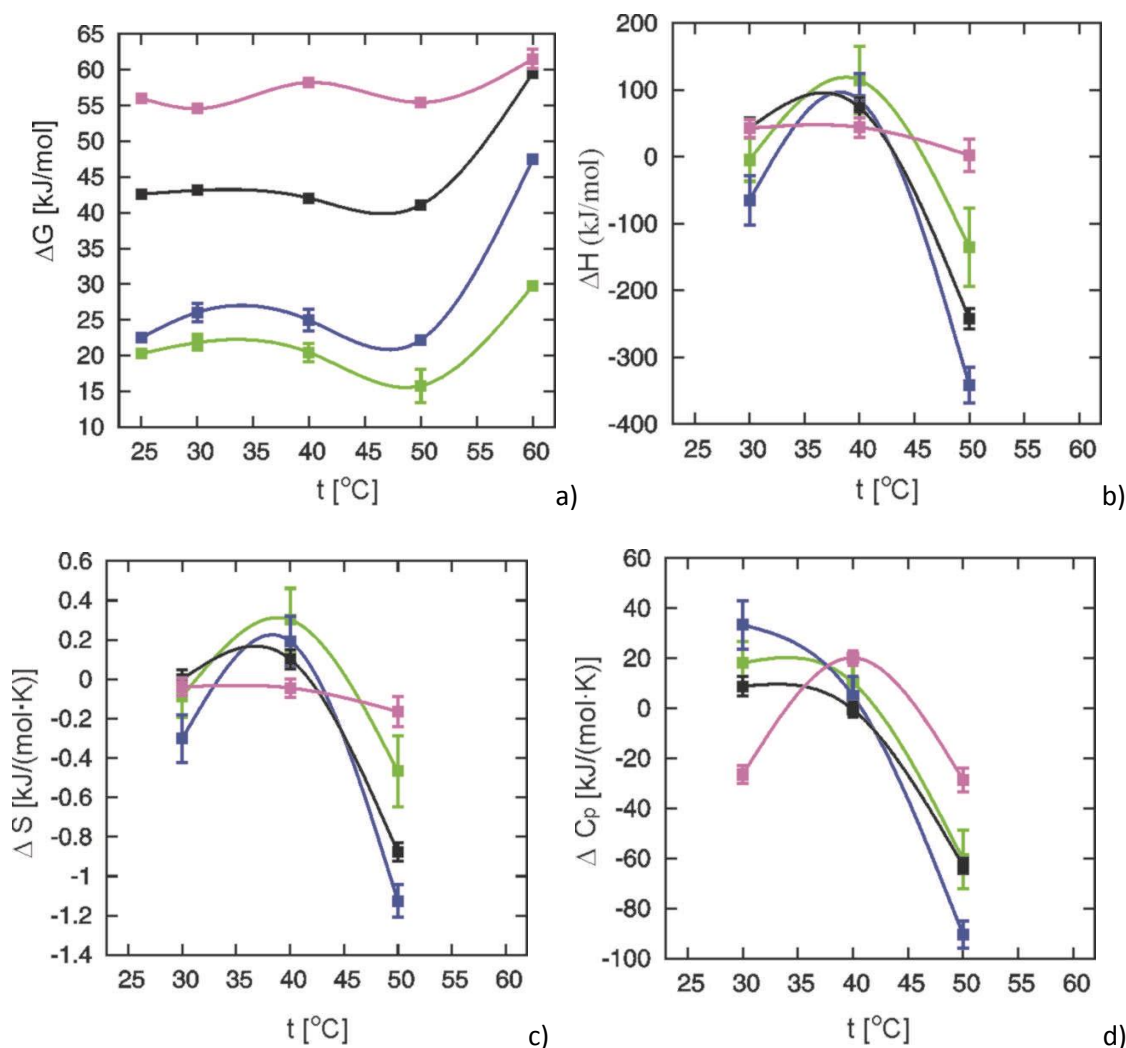 65
60
55
50
45
40
35
30
25
20
15
10
ΔG [kJ/mol]
25 30 35 40 45 50 55 60
t [°C]
a)
200
100
0
-100
-200
-300
-400
ΔH (kJ/mol)
25 30 35 40 45 50 55 60
t [°C]
b)
0.6
0.4
0.2
0
-0.2
-0.4
-0.6
-0.8
-1
-1.2
-1.4
Δ S [kJ/(mol·K)]
25 30 35 40 45 50 55 60
t [°C]
c)
60
40
20
0
-20
-40
-60
-80
-100
Δ Cp [kJ/(mol·K)]
25 30 35 40 45 50 55 60
t [°C]
d)